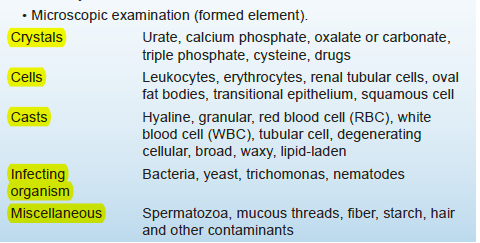 • Microscopic examination (formed element).
Crystals Urate, calcium phosphate, oxalate or carbonate,
triple phosphate, cysteine, drugs
Cells Leukocytes, erythrocytes, renal tubular cells, oval
fat bodies, transitional epithelium, squamous cell
Casts Hyaline, granular, red blood cell (RBC), white
blood cell (WBC), tubular cell, degenerating
cellular, broad, waxy, lipid-laden
Infecting Bacteria, yeast, trichomonas, nematodes
organism
Miscellaneous Spermatozoa, mucous threads, fiber, starch, hair
and other contaminants